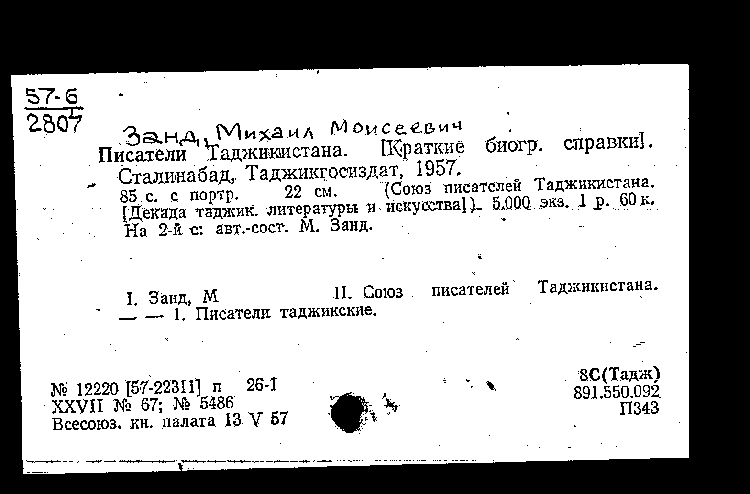 57-6
2807
Занд, Михаил Моисеевич
Писатели Таджикистана. [Краткие биогр. справки].
Сталинабад, Таджикгосиздат, 1957.
85 с. с портр. 22 см. (Союз писателей Таджикистана.
[Декада таджик. литературы и искусства]). 5.000 экз. 1 р. 60 к.
На 2-й с: авт.-сост. М. Занд.
I. Занд, М II. Союз писателей Таджикистана.
— — 1. Писатели таджикские.
№ 12220 [57-22311] п 26-1
XXVII № 67; № 5486
Всесоюз. кн. палата 13 V 57
8С(Тадж)
891.550.092
П343